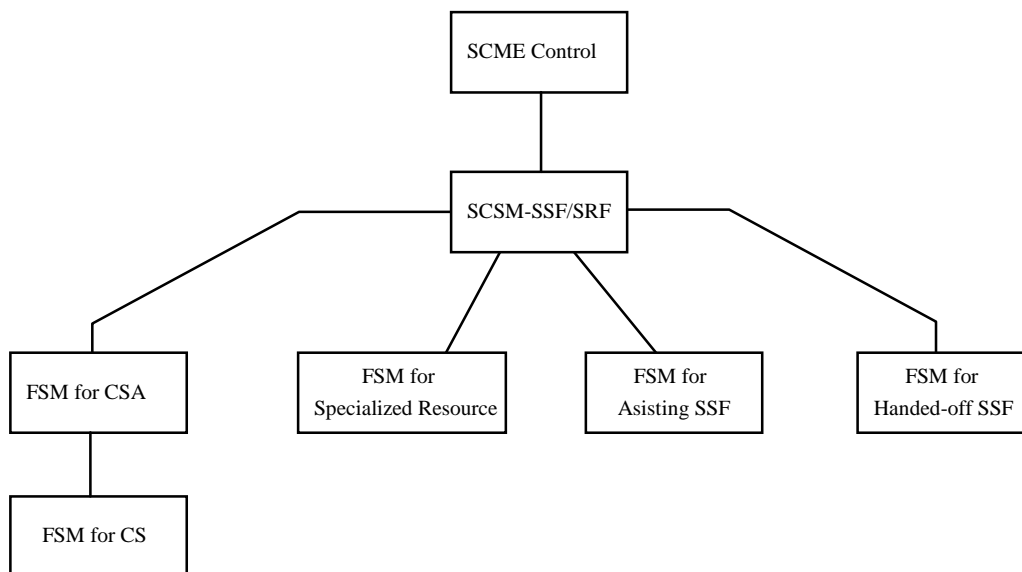 SCME Control
SCSM-SSF/SRF
FSM for CSA
FSM for
Specialized Resource
FSM for
Asisting SSF
FSM for
Handed-off SSF
FSM for CS